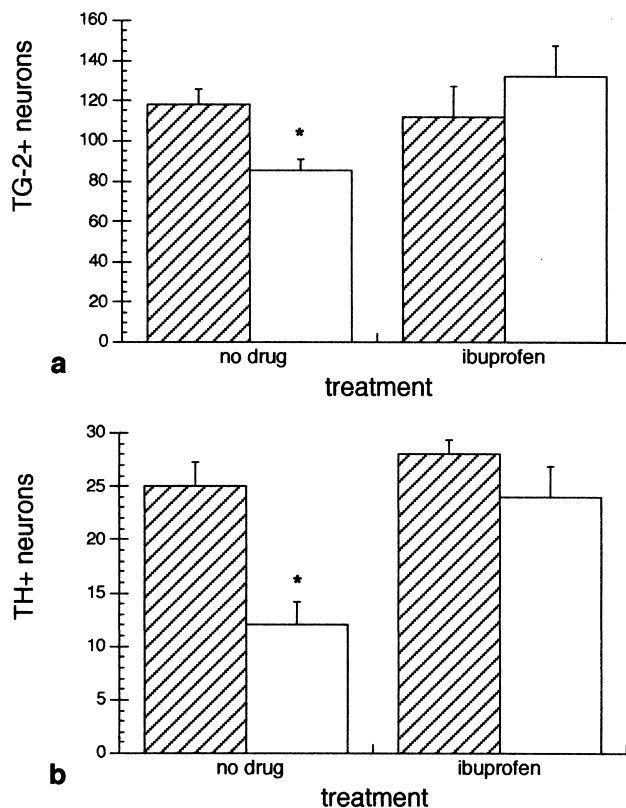 160
140
120
100
80
60
40
20
0
TG-2+ neurons
*
no drug
ibuprofen
treatment
a
30
25
20
15
10
5
0
TH+ neurons
*
no drug
ibuprofen
treatment
b